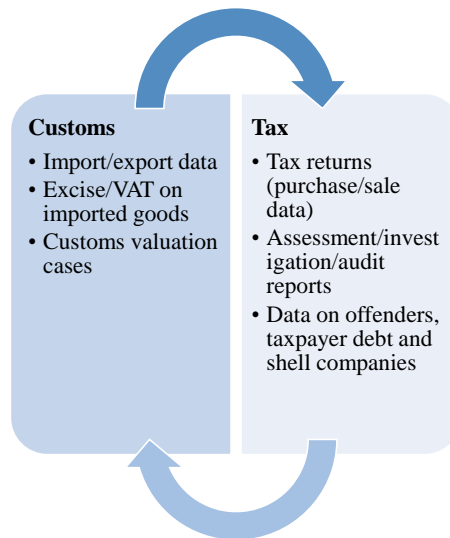 Customs
• Import/export data
• Excise/VAT on
imported goods
• Customs valuation
cases
Tax
• Tax returns
(purchase/sale
data)
• Assessment/invest
igation/audit
reports
• Data on offenders,
taxpayer debt and
shell companies